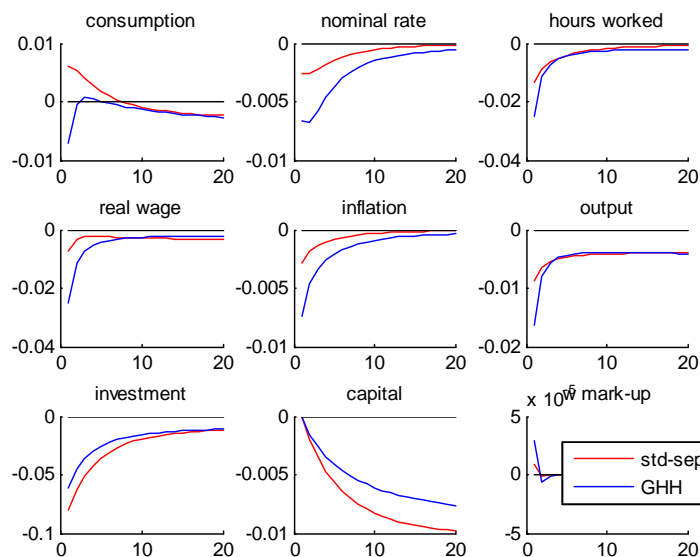 consumption nominal rate hours worked
0.01 0 0
0 -0.005 -0.02
-0.01 -0.01 -0.04
0 10 20 0 10 20 0 10 20
real wage inflation output
0 0 0
-0.02 -0.005 -0.01
-0.04 -0.01 -0.02
0 10 20 0 10 20 0 10 20
investment capital mark-up
x 10
-5
0 0 5
-0.05 -0.005 0
-0.1 -0.01 -5
0 10 20 0 10 20 0 10 20
std-sep
GHH